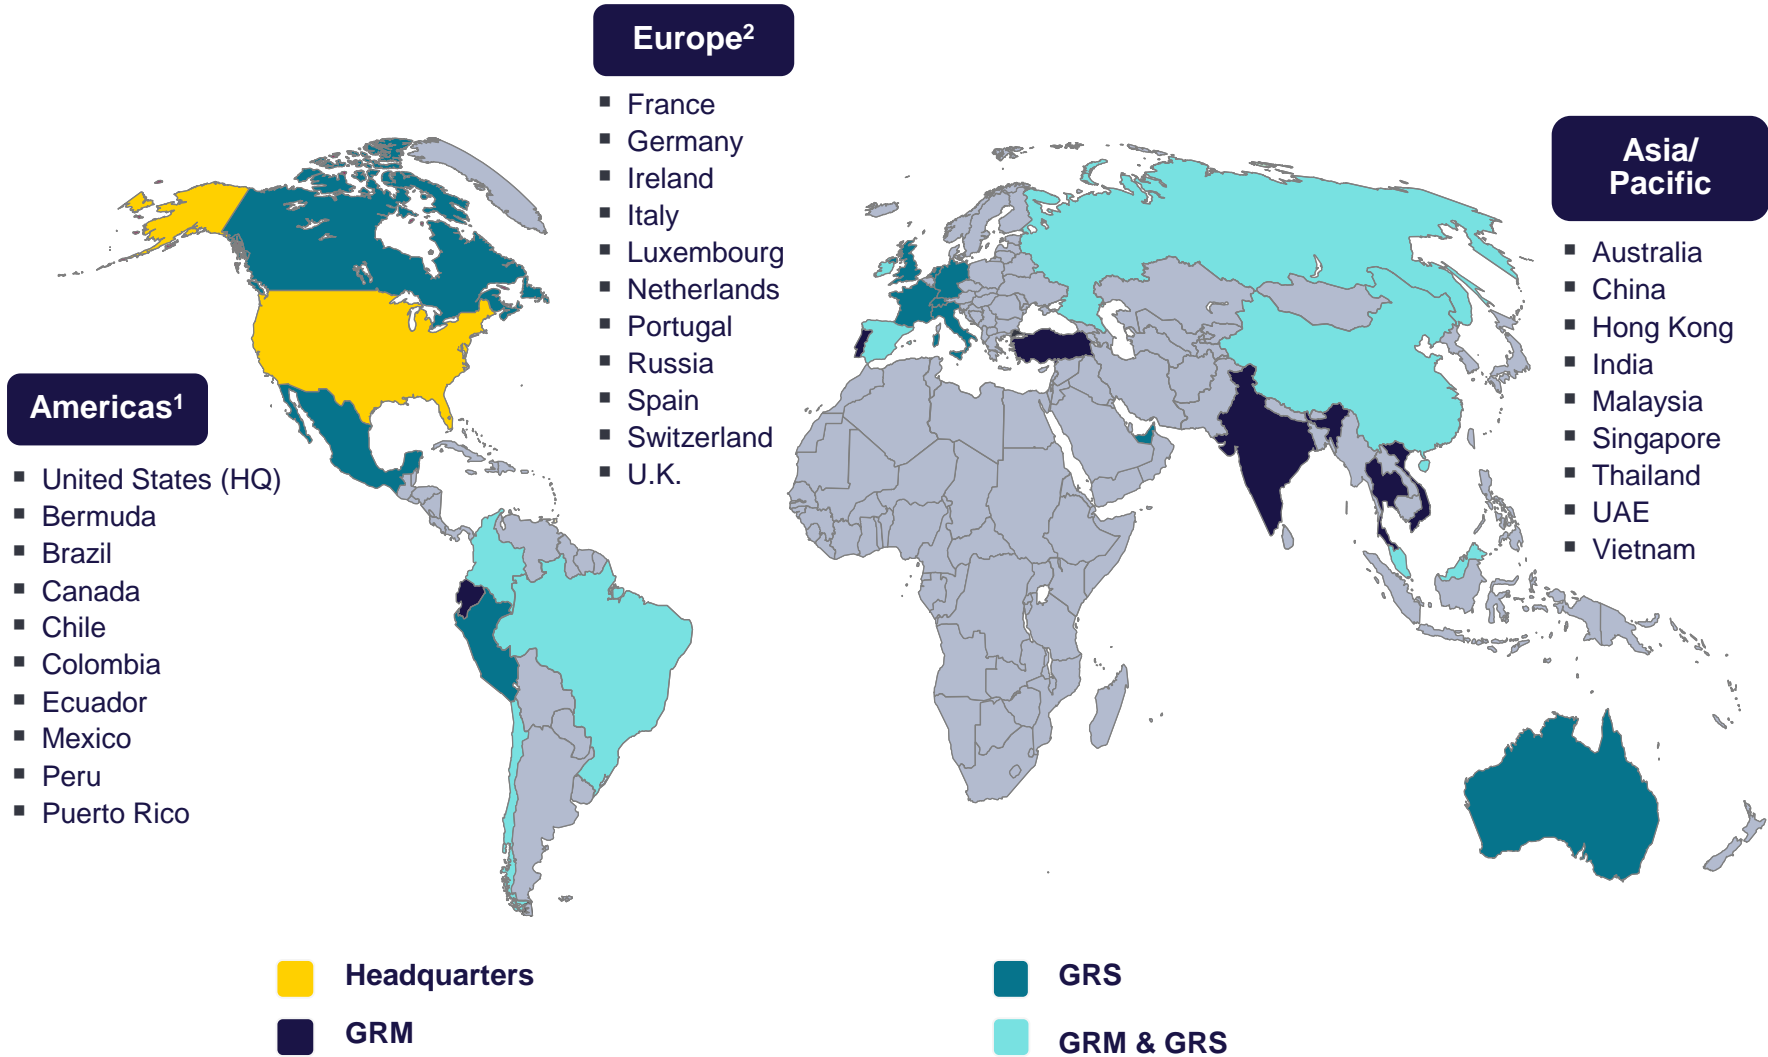 Europe2
▪ France
▪ Germany
▪ Ireland
▪ Italy
▪ Luxembourg
▪ Netherlands
▪ Portugal
▪ Russia
▪ Spain
▪ Switzerland
▪ U.K.
Asia/
Pacific
▪ Australia
▪ China
▪ Hong Kong
▪ India
▪ Malaysia
▪ Singapore
▪ Thailand
▪ UAE
▪ Vietnam
Americas1
▪ United States (HQ)
▪ Bermuda
▪ Brazil
▪ Canada
▪ Chile
▪ Colombia
▪ Ecuador
▪ Mexico
▪ Peru
▪ Puerto Rico
Headquarters
GRM
GRS
GRM & GRS